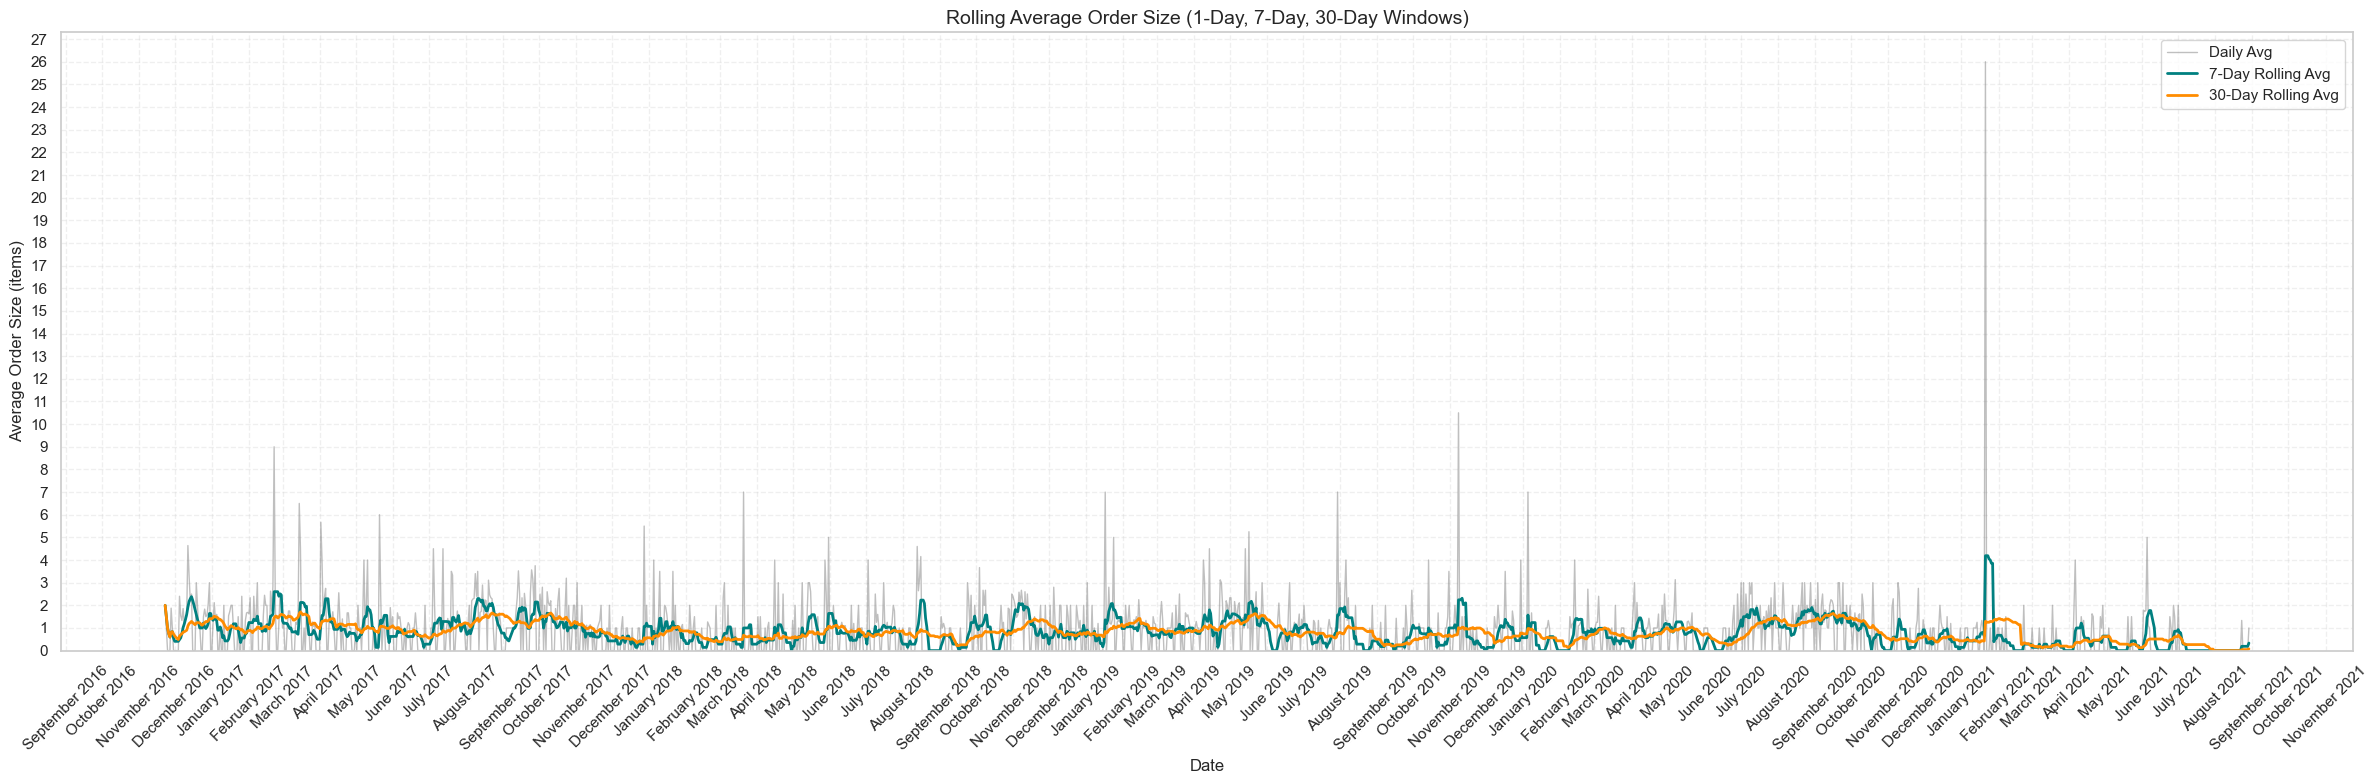 Rolling Average Order Size (1-Day, 7-Day, 30-Day Windows)
Daily Avg
7-Day Rolling Avg
30-Day Rolling Avg
Average Order Size (items)
27
26
25
24
23
22
21
20
19
18
17
16
15
14
13
12
11
10
9
8
7
6
5
4
3
2
1
0
September 2016
October 2016
November 2016
December 2016
January 2017
February 2017
March 2017
April 2017
May 2017
June 2017
July 2017
August 2017
September 2017
October 2017
November 2017
December 2017
January 2018
February 2018
March 2018
April 2018
May 2018
June 2018
July 2018
August 2018
September 2018
October 2018
November 2018
December 2018
January 2019
February 2019
March 2019
April 2019
May 2019
June 2019
July 2019
August 2019
September 2019
October 2019
November 2019
December 2019
January 2020
February 2020
March 2020
April 2020
May 2020
June 2020
July 2020
August 2020
September 2020
October 2020
November 2020
December 2020
January 2021
February 2021
March 2021
April 2021
May 2021
June 2021
July 2021
August 2021
September 2021
October 2021
November 2021
Date